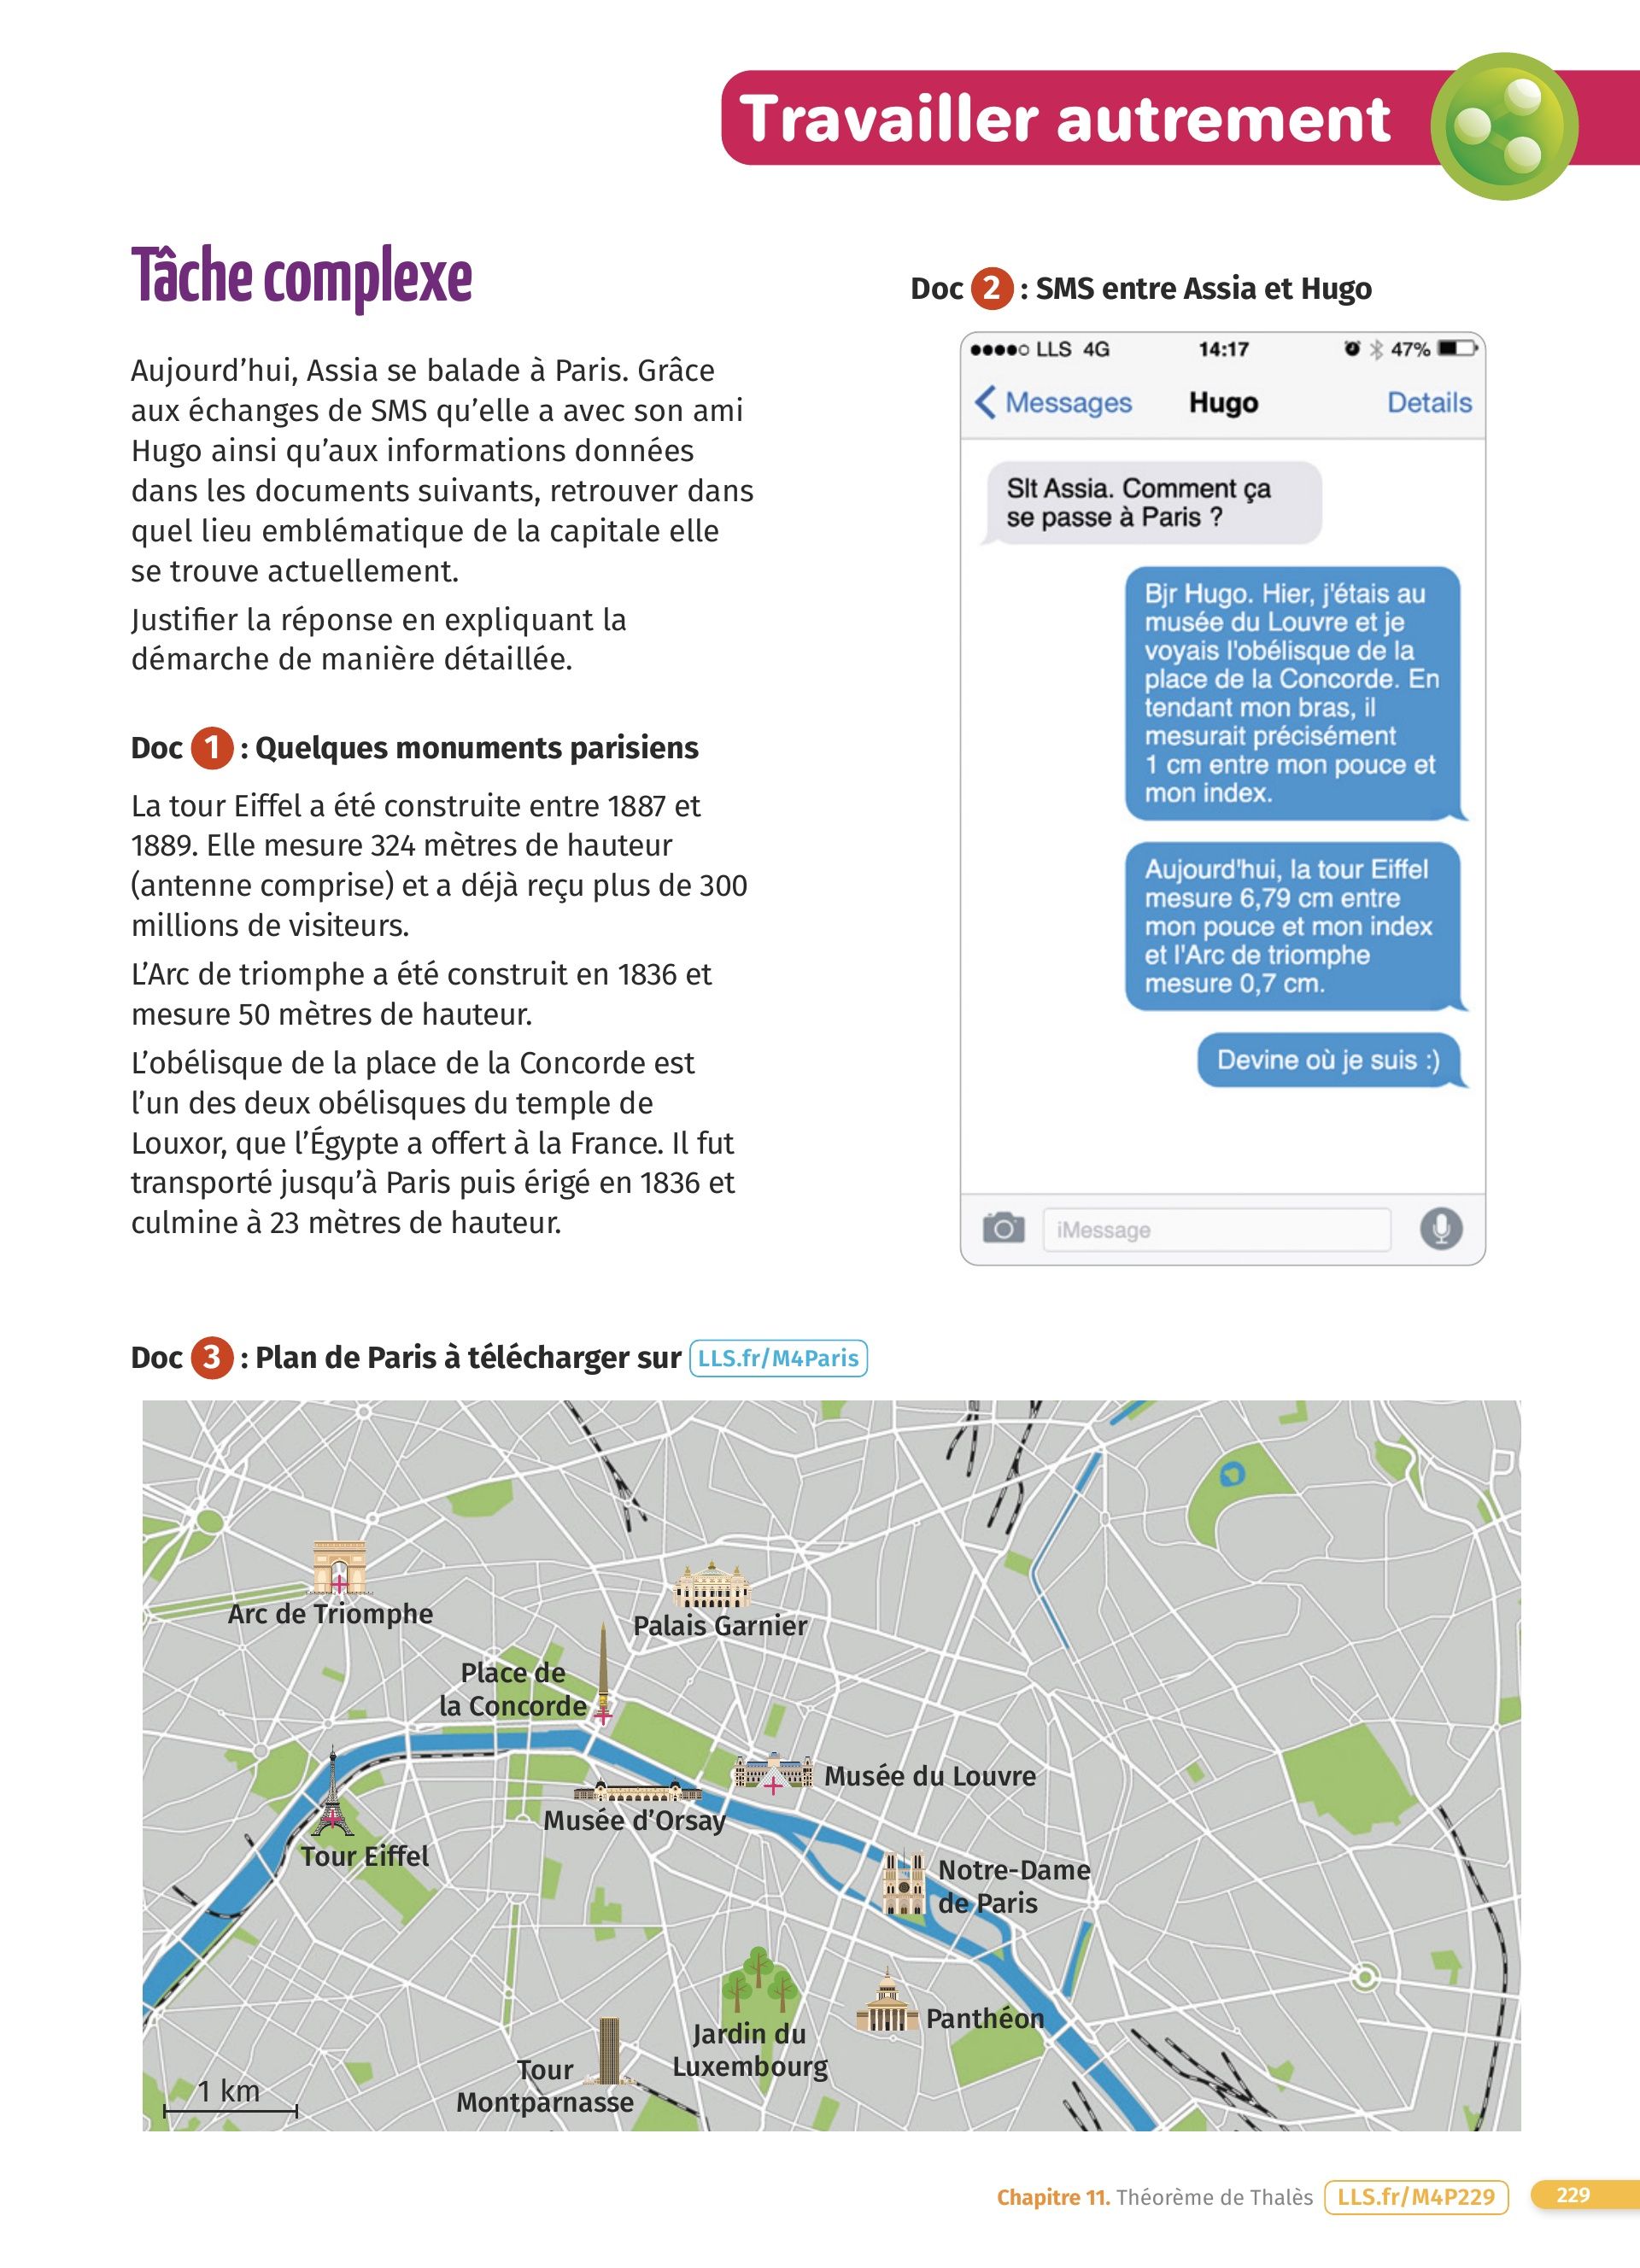 Travailler autrement
Tâche complexe
Aujourd’hui, Assia se balade à Paris. Grâce
aux échanges de SMS qu’elle a avec son ami
Hugo ainsi qu’aux informations données
dans les documents suivants, retrouver dans
quel lieu emblématique de la capitale elle
se trouve actuellement.
Justifier la réponse en expliquant la
démarche de manière détaillée.
Doc 1 : Quelques monuments parisiens
La tour Eiffel a été construite entre 1887 et
1889. Elle mesure 324 mètres de hauteur
(antenne comprise) et a déjà reçu plus de 300
millions de visiteurs.
L’Arc de triomphe a été construit en 1836 et
mesure 50 mètres de hauteur.
L’obélisque de la place de la Concorde est
l’un des deux obélisques du temple de
Louxor, que l’Égypte a offert à la France. Il fut
transporté jusqu’à Paris puis érigé en 1836 et
culmine à 23 mètres de hauteur.
Doc 2 : SMS entre Assia et Hugo
LLS 4G 14:17 47%
Messages Hugo Details
Slt Assia. Comment ça
se passe à Paris ?
Bjr Hugo. Hier, j'étais au
musée du Louvre et je
voyais l'obélisque de la
place de la Concorde. En
tendant mon bras, il
mesurait précisément
1 cm entre mon pouce et
mon index.
Aujourd'hui, la tour Eiffel
mesure 6,79 cm entre
mon pouce et mon index
et l'Arc de triomphe
mesure 0,7 cm.
Devine où je suis :)
iMessage
Doc 3 : Plan de Paris à télécharger sur LLS.fr/M4Paris
Arc de Triomphe
Palais Garnier
Place de
la Concorde
Musée du Louvre
Musée d’Orsay
Tour Eiffel
Notre-Dame
de Paris
Panthéon
Jardin du
Luxembourg
Tour
Montparnasse
1 km
Chapitre 11. Théorème de Thalès LLS.fr/M4P229 229